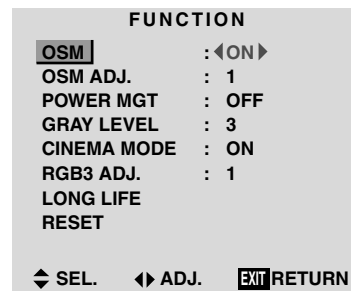 FUNCTION
OSM : ◀ON▶
OSM ADJ. : 1
POWER MGT : OFF
GRAY LEVEL : 3
CINEMA MODE : ON
RGB3 ADJ. : 1
LONG LIFE
RESET
SEL. ADJ. EXIT RETURN